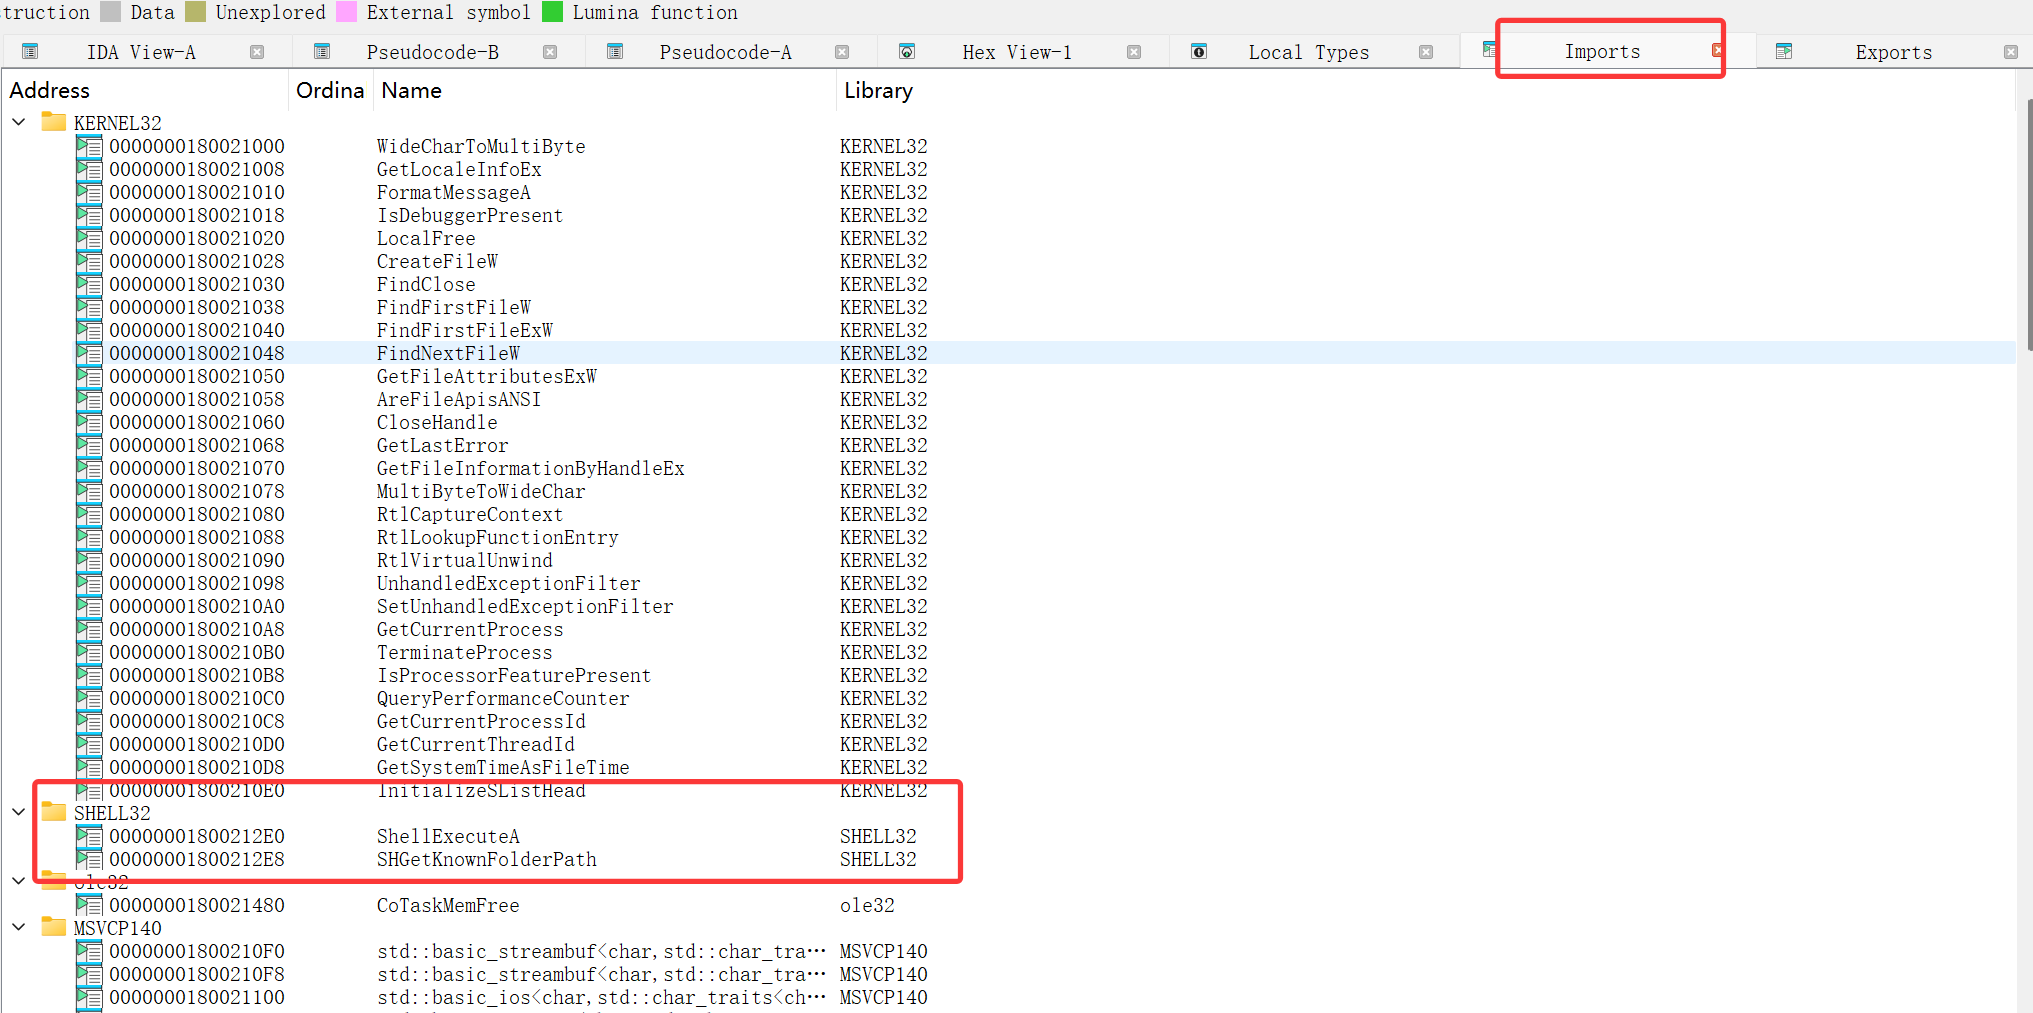 struction Data Unexplored External symbol Lumina function
IDA View-A Pseudocode-B Pseudocode-A Hex View-1 Local Types Imports Exports
Address Ordina Name Library
KERNEL32
0000000180021000 WideCharToMultiByte KERNEL32
0000000180021008 GetLocaleInfoEx KERNEL32
0000000180021010 FormatMessageA KERNEL32
0000000180021018 IsDebuggerPresent KERNEL32
0000000180021020 LocalFree KERNEL32
0000000180021028 CreateFileW KERNEL32
0000000180021030 FindClose KERNEL32
0000000180021038 FindFirstFileW KERNEL32
0000000180021040 FindFirstFileExW KERNEL32
0000000180021048 FindNextFileW KERNEL32
0000000180021050 GetFileAttributesExW KERNEL32
0000000180021058 AreFileApisANSI KERNEL32
0000000180021060 CloseHandle KERNEL32
0000000180021068 GetLastError KERNEL32
0000000180021070 GetFileInformationByHandleEx KERNEL32
0000000180021078 MultiByteToWideChar KERNEL32
0000000180021080 RtlCaptureContext KERNEL32
0000000180021088 RtlLookupFunctionEntry KERNEL32
0000000180021090 RtlVirtualUnwind KERNEL32
0000000180021098 UnhandledExceptionFilter KERNEL32
00000001800210A0 SetUnhandledExceptionFilter KERNEL32
00000001800210A8 GetCurrentProcess KERNEL32
00000001800210B0 TerminateProcess KERNEL32
00000001800210B8 IsProcessorFeaturePresent KERNEL32
00000001800210C0 QueryPerformanceCounter KERNEL32
00000001800210C8 GetCurrentProcessId KERNEL32
00000001800210D0 GetCurrentThreadId KERNEL32
00000001800210D8 GetSystemTimeAsFileTime KERNEL32
00000001800210E0 InitializeSListHead KERNEL32
SHELL32
00000001800212E0 ShellExecuteA SHELL32
00000001800212E8 SHGetKnownFolderPath SHELL32
ole32
0000000180021480 CoTaskMemFree ole32
MSVCP140
00000001800210F0 std::basic_streambuf<char,std::char_tra… MSVCP140
00000001800210F8 std::basic_streambuf<char,std::char_tra… MSVCP140
0000000180021100 std::basic_ios<char,std::char_traits<ch… MSVCP140